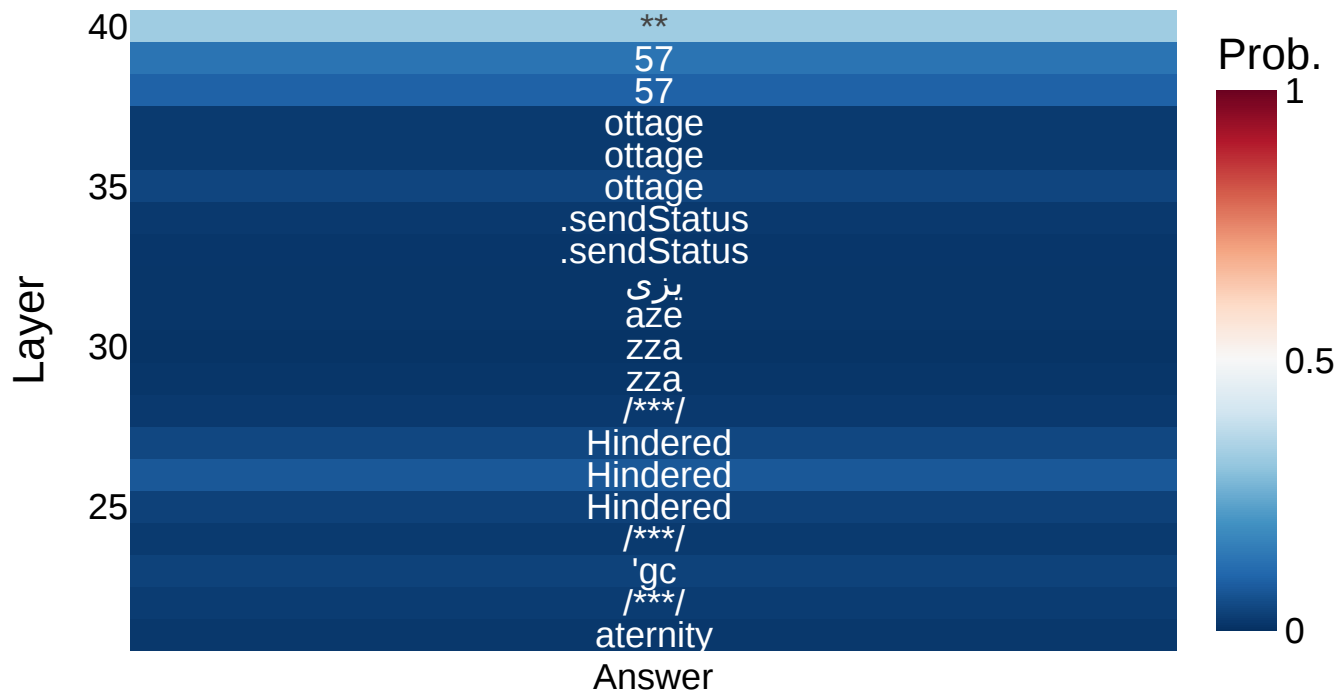 40
**
57
57
ottage
ottage
35
ottage
.sendStatus
.sendStatus
یزی
aze
30
zza
zza
/***/
Hindered
Hindered
25
Hindered
/***/
'gc
/***/
aternity
Answer
Layer
Prob.
1
0.5
0